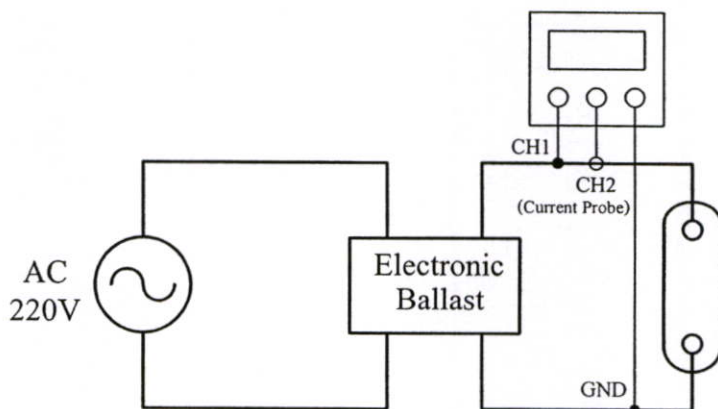 CH1
CH2
(Current Probe)
AC
220V
Electronic
Ballast
GND